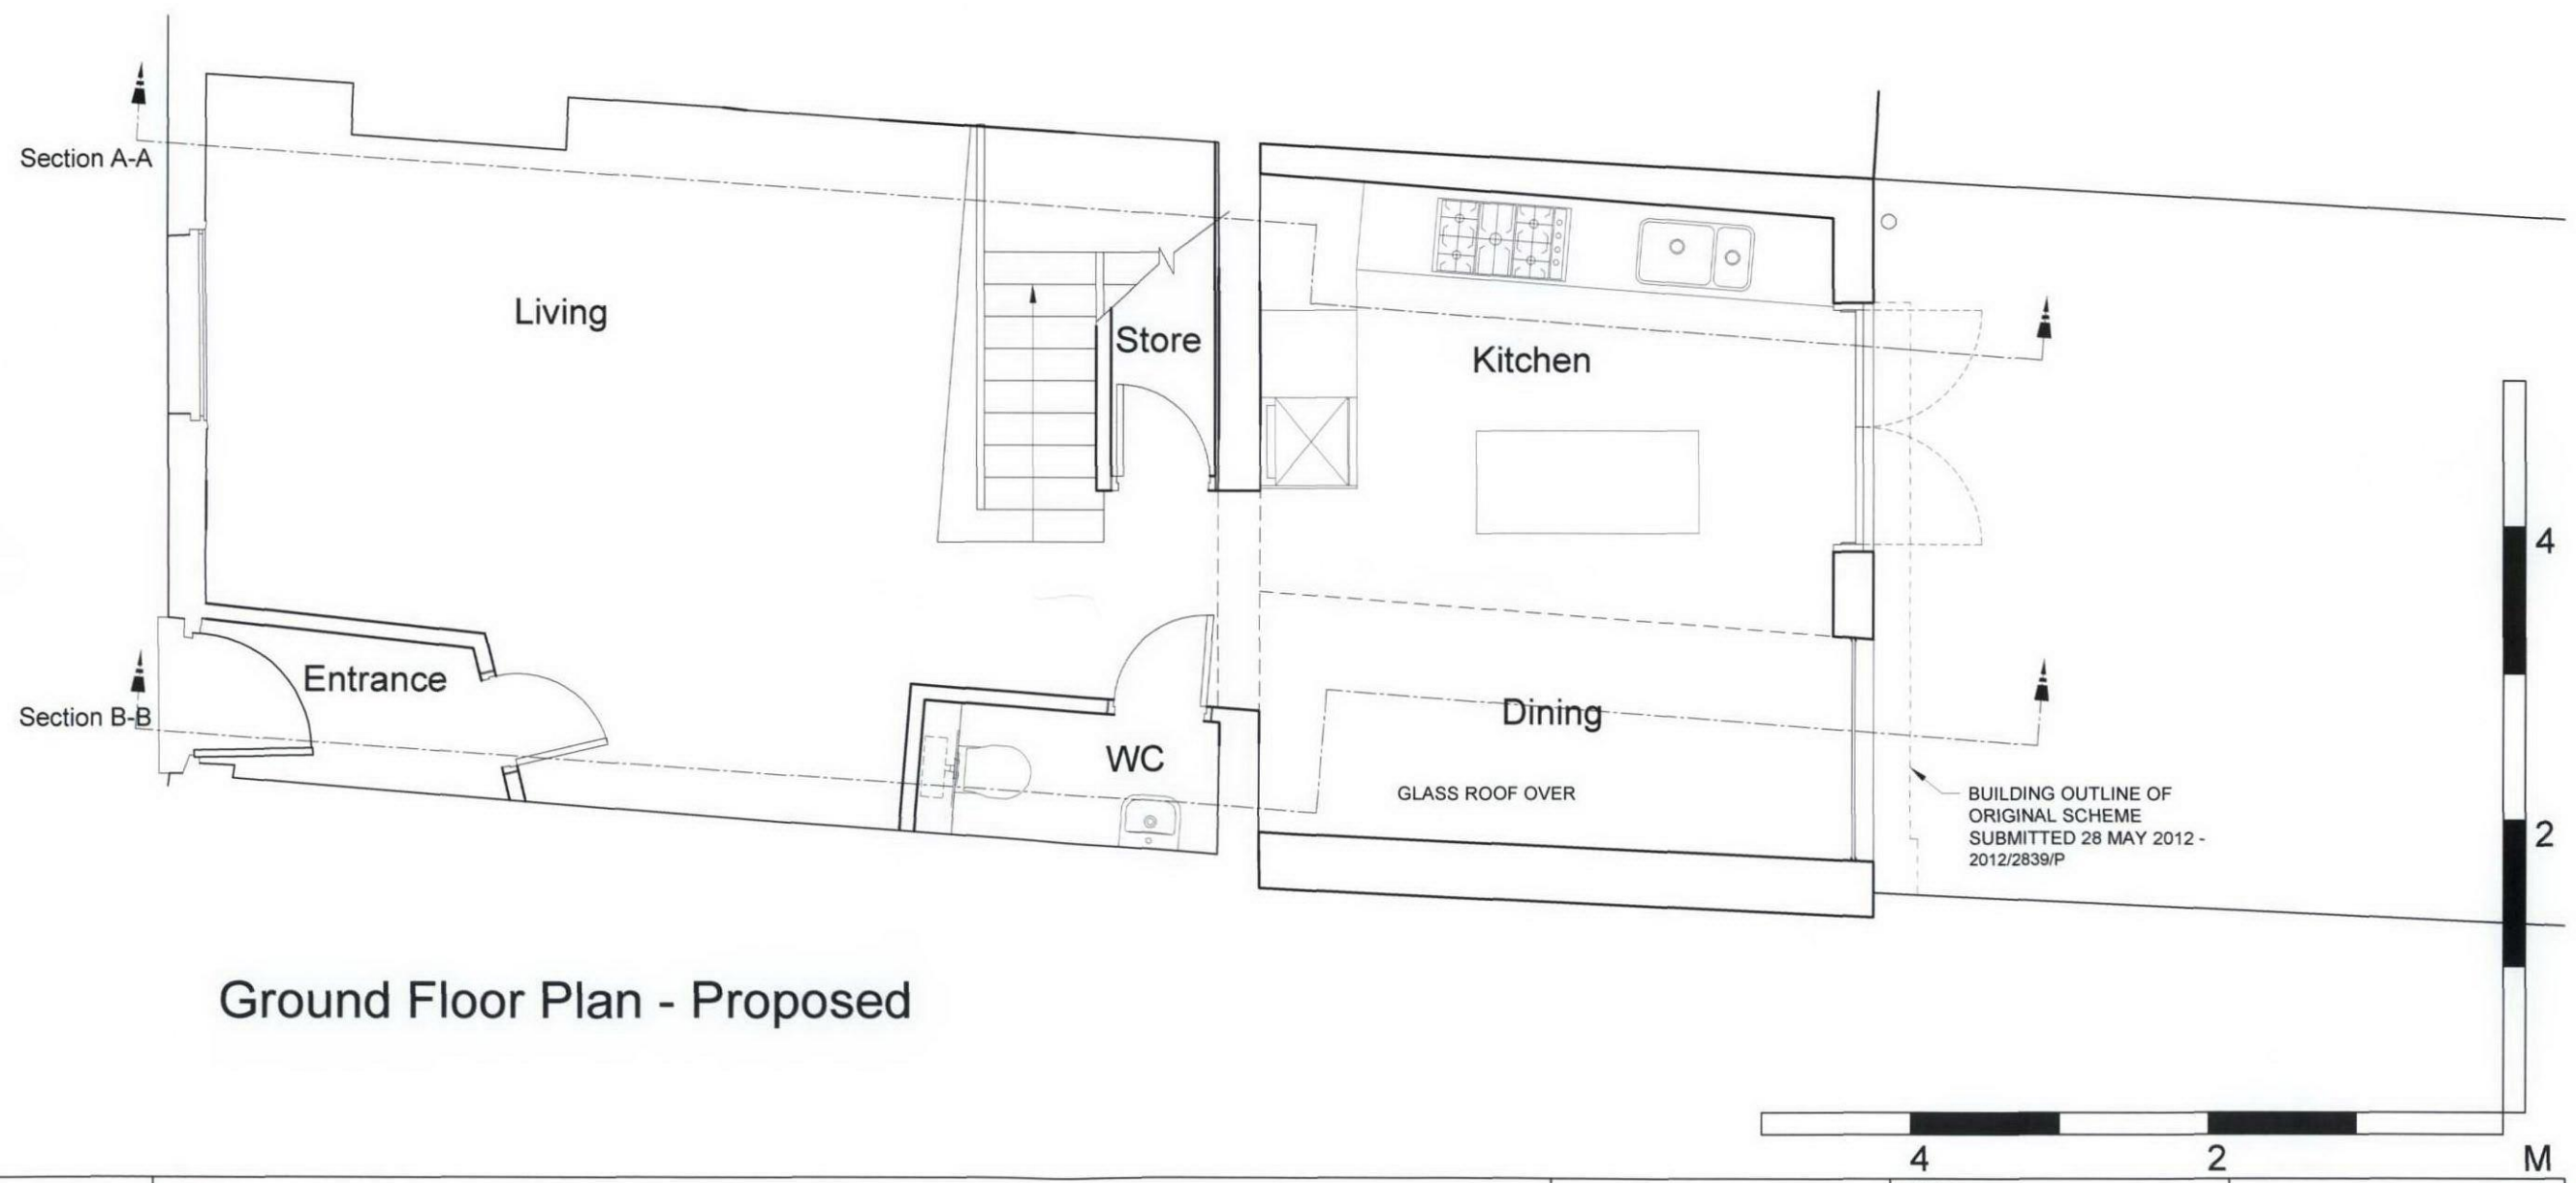 Section A-A
Living
Store
Kitchen
Entrance
Section B-B
WC
Dining
GLASS ROOF OVER
BUILDING OUTLINE OF
ORIGINAL SCHEME
SUBMITTED 28 MAY 2012 -
2012/2839/P
4
2
Ground Floor Plan - Proposed
4
2
M